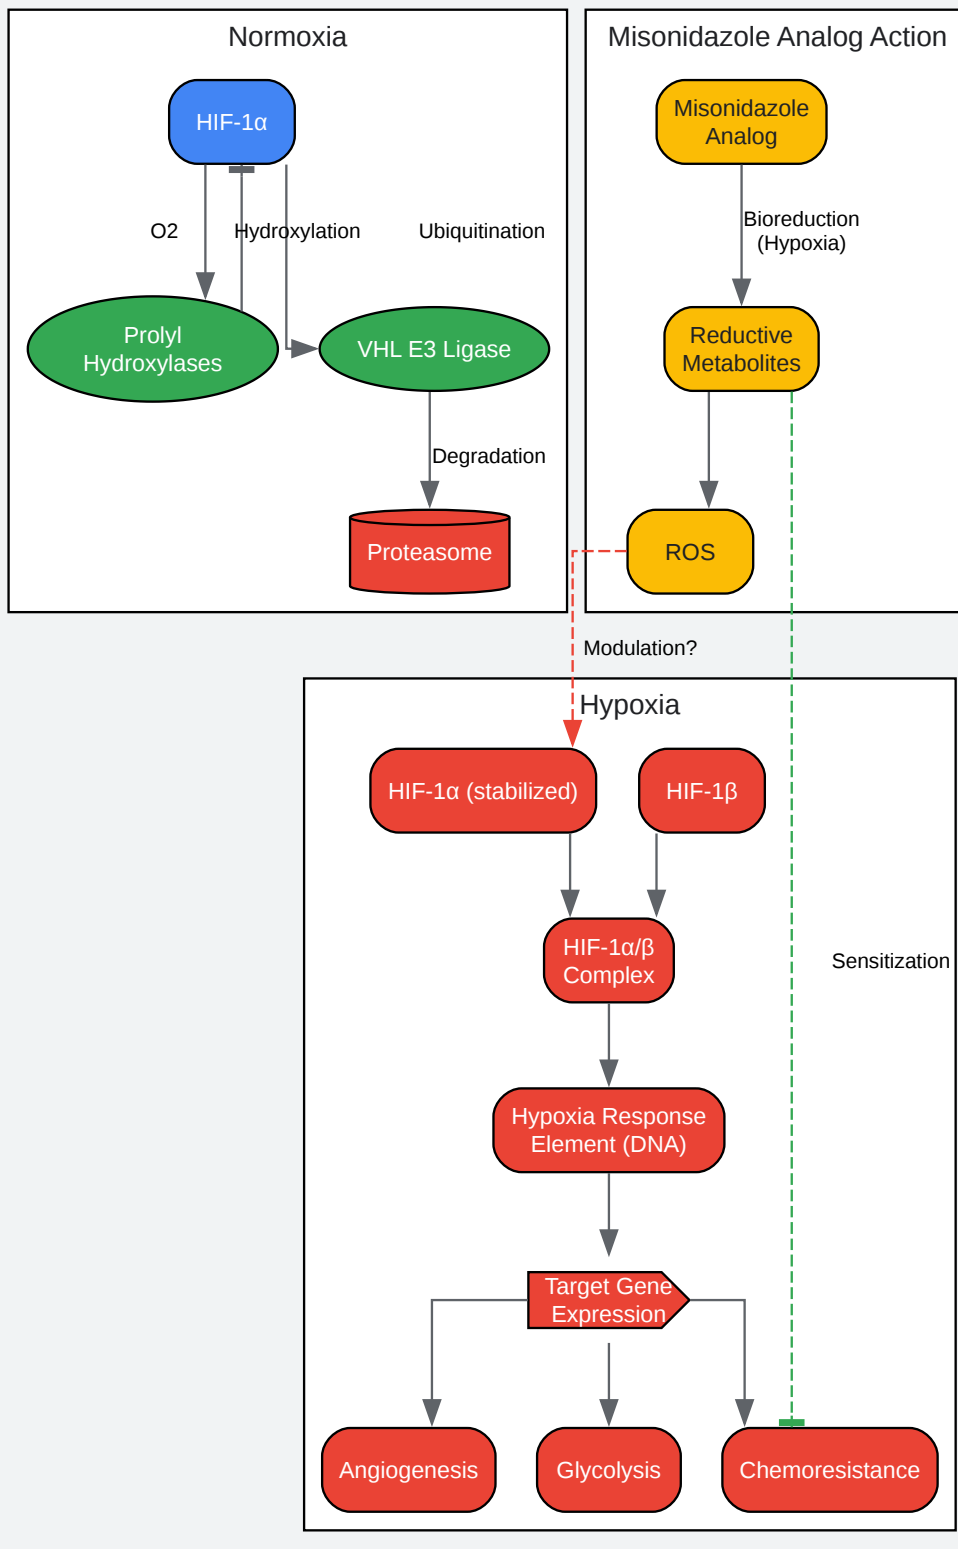 Normoxia
HIF-1α
O2
Hydroxylation
Ubiquitination
Prolyl
Hydroxylases
VHL E3 Ligase
Degradation
Proteasome
Misonidazole Analog Action
Misonidazole
Analog
Bioreduction
(Hypoxia)
Reductive
Metabolites
ROS
Modulation?
Hypoxia
HIF-1α (stabilized)
HIF-1β
HIF-1α/β
Complex
Sensitization
Hypoxia Response
Element (DNA)
Target Gene
Expression
Angiogenesis
Glycolysis
Chemoresistance